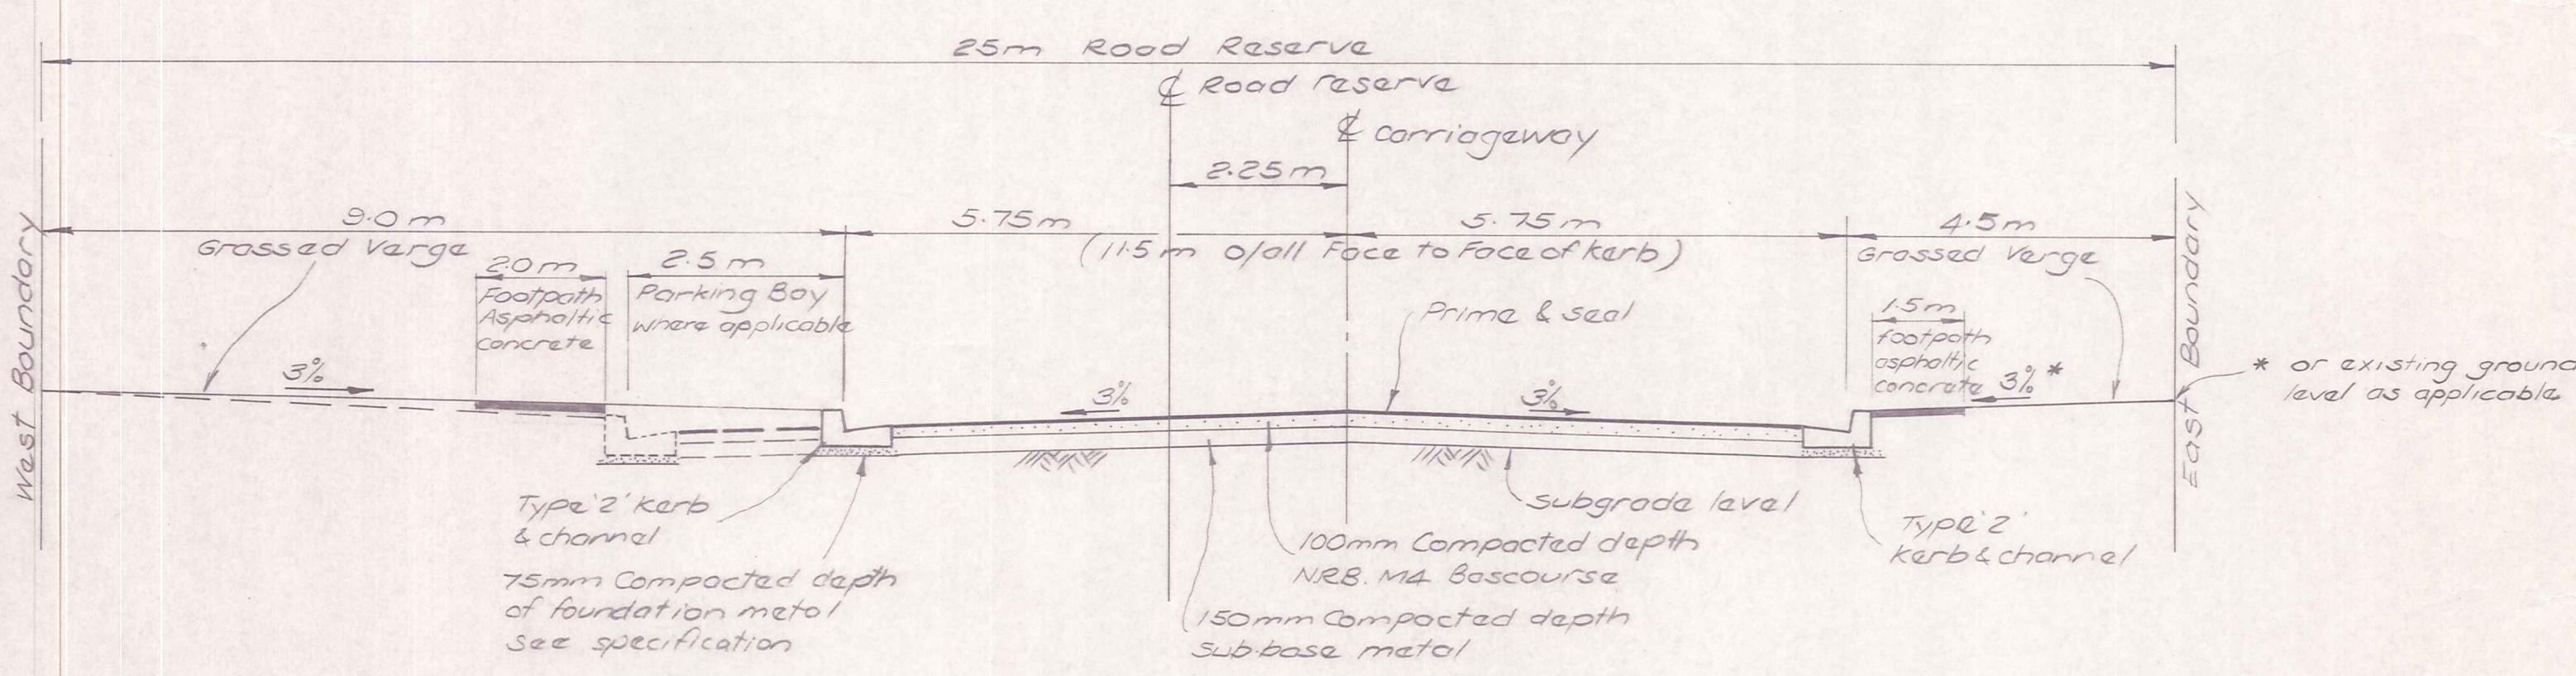 25m Road Reserve
℄ Road reserve
℄ carriageway
2.25m
9.0m
5.75m
5.75m
4.5m
Grassed Verge
(11.5m o/all Face to Face of kerb)
Grassed Verge
2.0m
Footpath
Asphaltic
concrete
2.5m
Parking Bay
where applicable
Prime & seal
1.5m
footpath
asphaltic
concrete
3%
3%
3%
3% *
West Boundary
East Boundary
* or existing ground
level as applicable
Type '2' Kerb
& channel
75mm Compacted depth
of foundation metal
see specification
Subgrade level
100mm Compacted depth
N.R.B. M4 Bascourse
150mm Compacted depth
Sub-base metal
Type '2'
kerb & channel